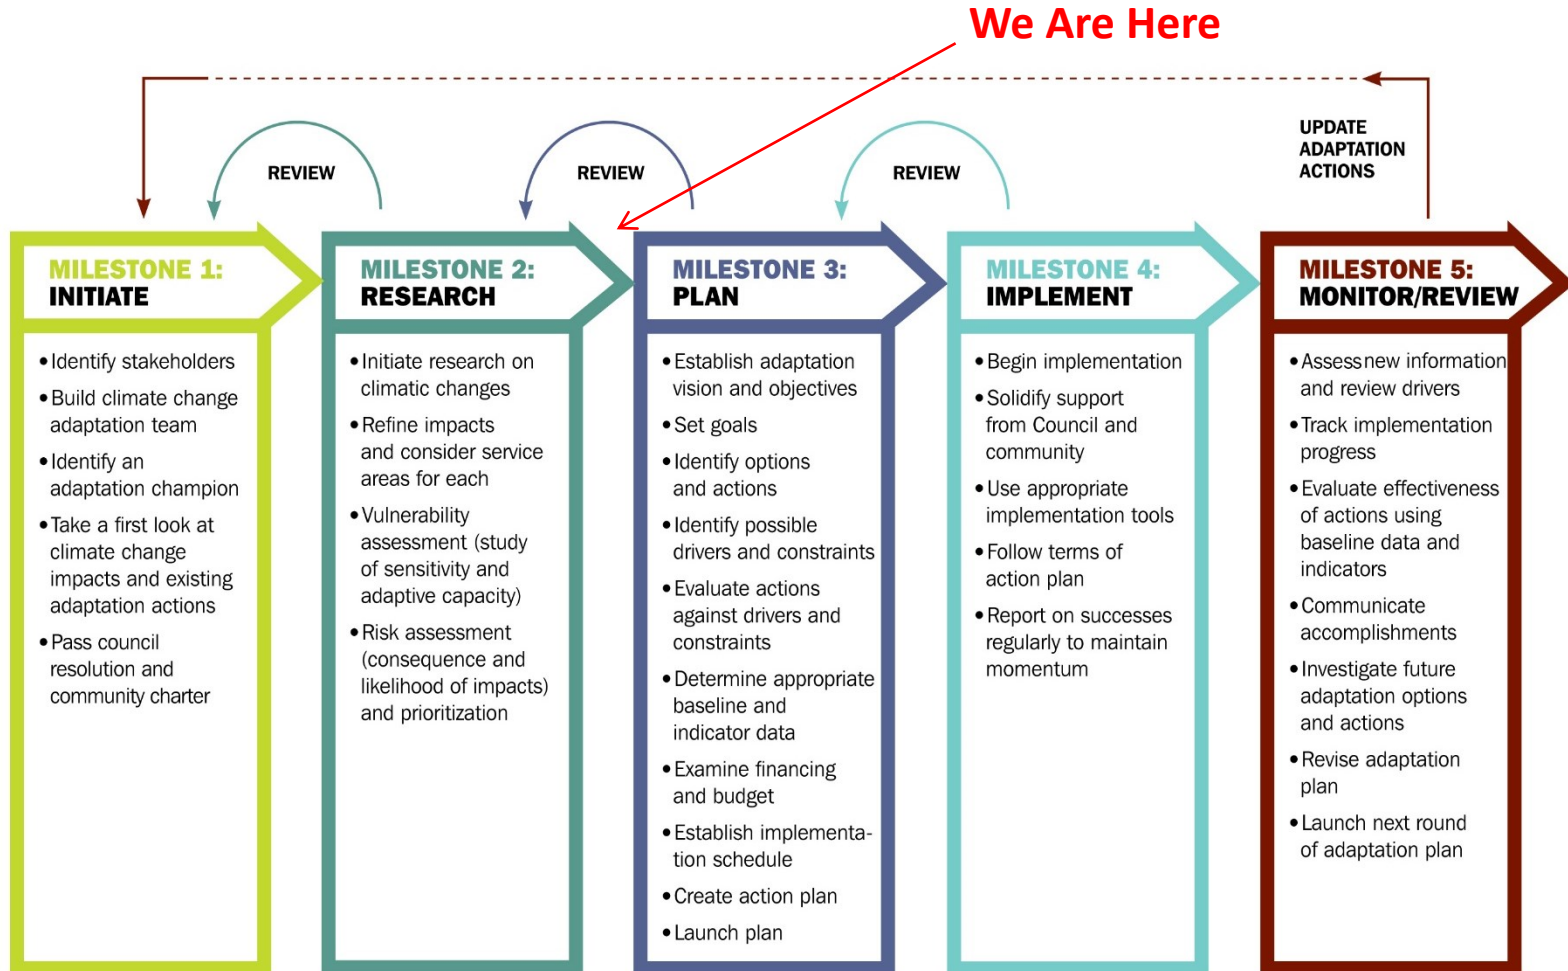 We Are Here
UPDATE
ADAPTATION
ACTIONS
REVIEW
REVIEW
REVIEW
MILESTONE 1:
INITIATE
• Identify stakeholders
• Build climate change
adaptation team
• Identify an
adaptation champion
• Take a first look at
climate change
impacts and existing
adaptation actions
• Pass council
resolution and
community charter
MILESTONE 2:
RESEARCH
• Initiate research on
climatic changes
• Refine impacts
and consider service
areas for each
• Vulnerability
assessment (study
of sensitivity and
adaptive capacity)
• Risk assessment
(consequence and
likelihood of impacts)
and prioritization
MILESTONE 3:
PLAN
• Establish adaptation
vision and objectives
• Set goals
• Identify options
and actions
• Identify possible
drivers and constraints
• Evaluate actions
against drivers and
constraints
• Determine appropriate
baseline and
indicator data
• Examine financing
and budget
• Establish implementa-
tion schedule
• Create action plan
• Launch plan
MILESTONE 4:
IMPLEMENT
• Begin implementation
• Solidify support
from Council and
community
• Use appropriate
implementation tools
• Follow terms of
action plan
• Report on successes
regularly to maintain
momentum
MILESTONE 5:
MONITOR/REVIEW
• Assess new information
and review drivers
• Track implementation
progress
• Evaluate effectiveness
of actions using
baseline data and
indicators
• Communicate
accomplishments
• Investigate future
adaptation options
and actions
• Revise adaptation
plan
• Launch next round
of adaptation plan